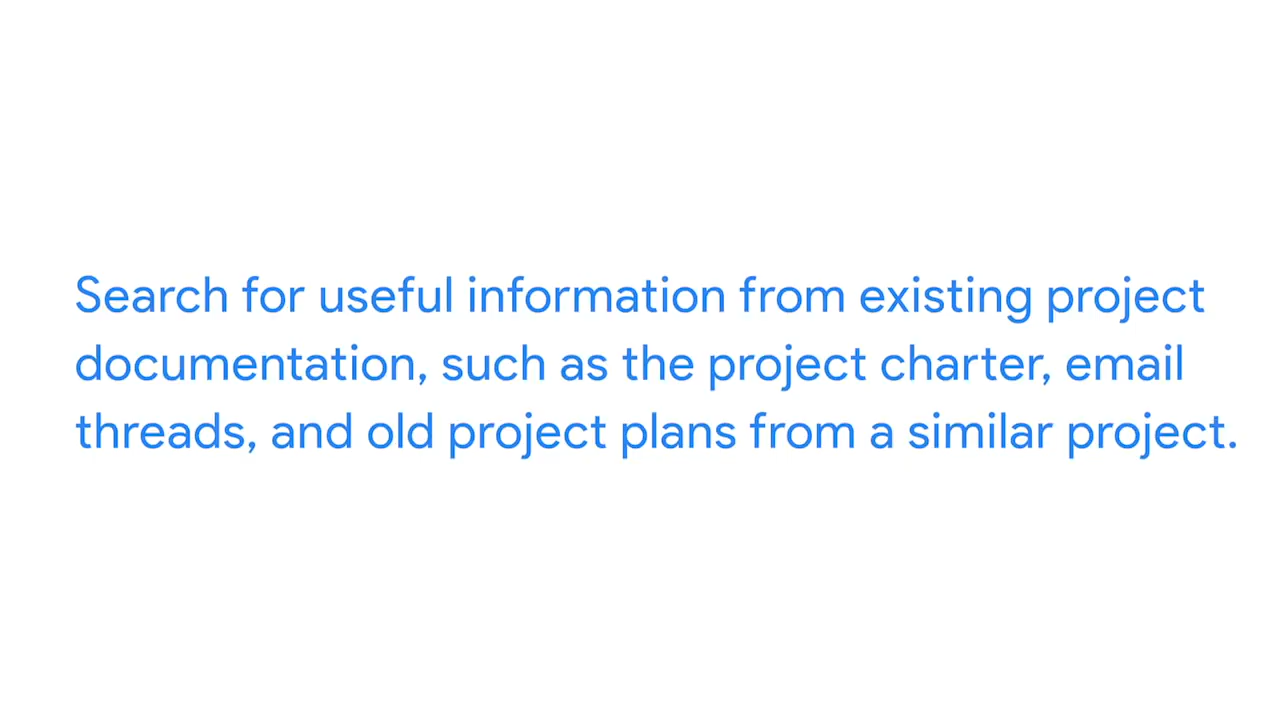 Search for useful information from existing project
documentation, such as the project charter, email
threads, and old project plans from a similar project.